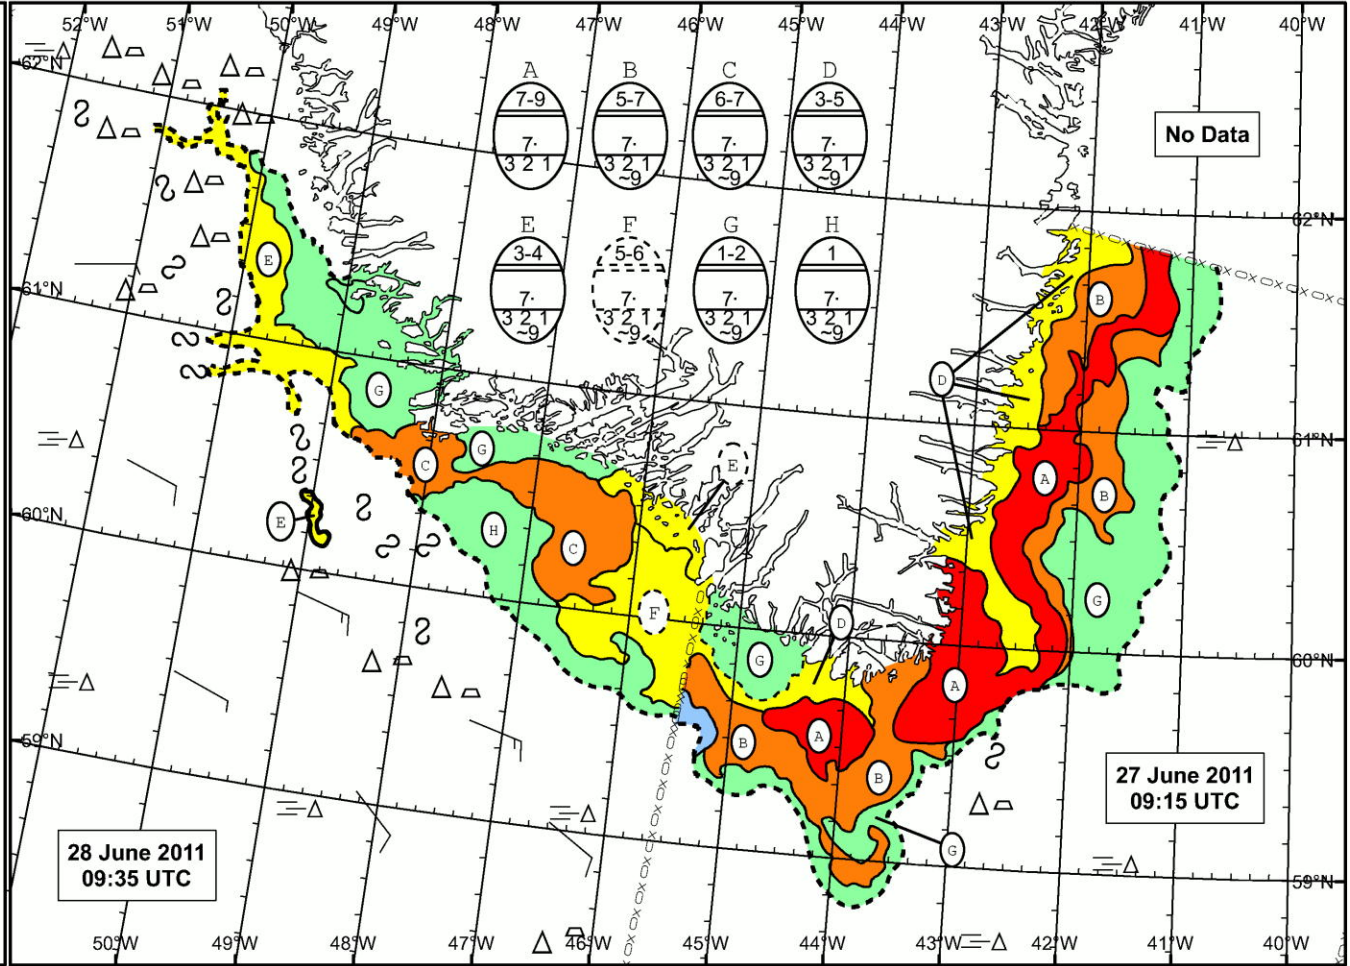 52°W 51°W 50°W 49°W 48°W 47°W 46°W 45°W 44°W 43°W 42°W 41°W 40°W
62°N
A B C D
7-9 5-7 6-7 3-5
7· 7· 7· 7·
3 2 1 3 2 1 3 2 1 3 2 1
~9 ~9 ~9
No Data
E F G H
3-4 5-6 1-2 1
7· 7· 7· 7·
3 2 1 3 2 1 3 2 1 3 2 1
~9 ~9 ~9 ~9
62°N
E
B
61°N
D
G
61°N
G
E
C
A
B
60°N
E
H
C
G
F
D
G
60°N
A
59°N
B
A
B
27 June 2011
09:15 UTC
28 June 2011
09:35 UTC
G
59°N
50°W 49°W 48°W 47°W 46°W 45°W 44°W 43°W 42°W 41°W 40°W